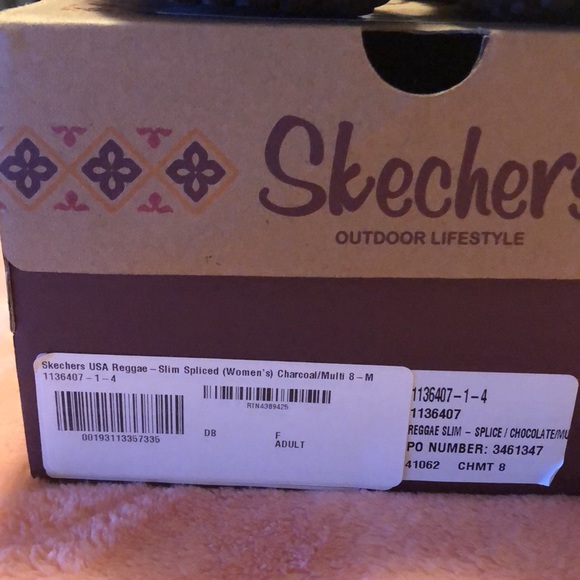 Skechers
OUTDOOR LIFESTYLE
Skechers USA Reggae - Slim Spliced (Women's) Charcoal/Multi 8 - M
1136407 - 1 - 4
RTN4389425
00193113357335
DB
F
ADULT
1136407-1-4
1136407
REGGAE SLIM - SPLICE / CHOCOLATE/MU
PO NUMBER: 3461347
41062 CHMT 8